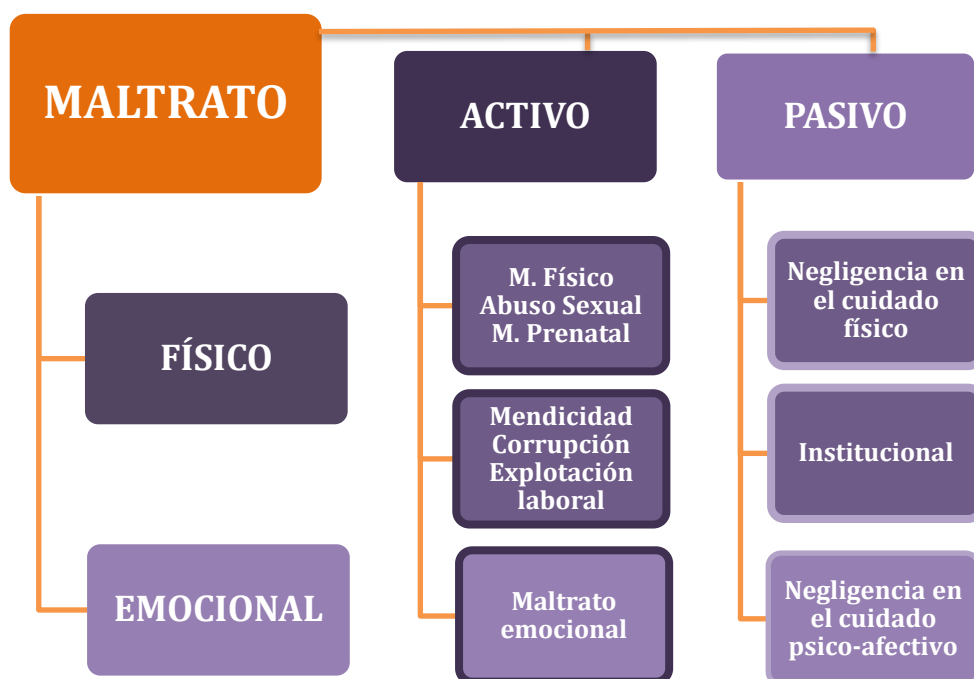 MALTRATO
ACTIVO
PASIVO
FÍSICO
EMOCIONAL
M. Físico
Abuso Sexual
M. Prenatal
Mendicidad
Corrupción
Explotación
laboral
Maltrato
emocional
Negligencia en
el cuidado
físico
Institucional
Negligencia en
el cuidado
psico-afectivo